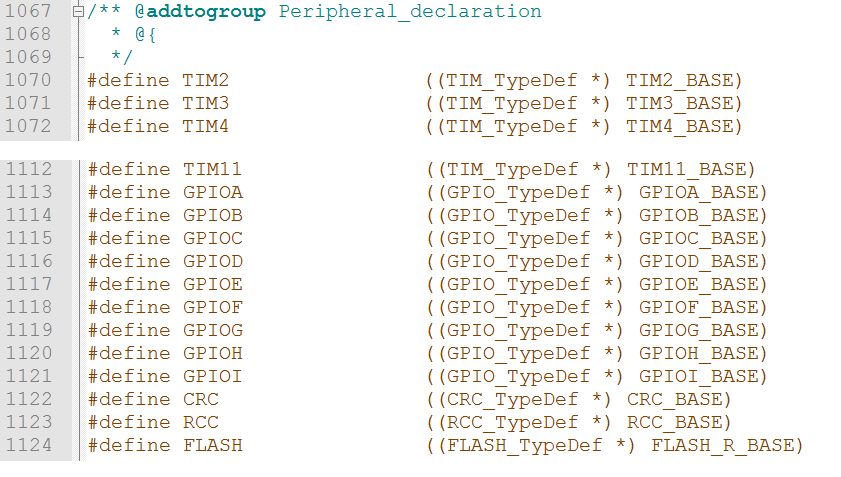 1067 /** @addtogroup Peripheral_declaration
1068 * @{
1069 */
1070 #define TIM2 ((TIM_TypeDef *) TIM2_BASE)
1071 #define TIM3 ((TIM_TypeDef *) TIM3_BASE)
1072 #define TIM4 ((TIM_TypeDef *) TIM4_BASE)
1112 #define TIM11 ((TIM_TypeDef *) TIM11_BASE)
1113 #define GPIOA ((GPIO_TypeDef *) GPIOA_BASE)
1114 #define GPIOB ((GPIO_TypeDef *) GPIOB_BASE)
1115 #define GPIOC ((GPIO_TypeDef *) GPIOC_BASE)
1116 #define GPIOD ((GPIO_TypeDef *) GPIOD_BASE)
1117 #define GPIOE ((GPIO_TypeDef *) GPIOE_BASE)
1118 #define GPIOF ((GPIO_TypeDef *) GPIOF_BASE)
1119 #define GPIOG ((GPIO_TypeDef *) GPIOG_BASE)
1120 #define GPIOH ((GPIO_TypeDef *) GPIOH_BASE)
1121 #define GPIOI ((GPIO_TypeDef *) GPIOI_BASE)
1122 #define CRC ((CRC_TypeDef *) CRC_BASE)
1123 #define RCC ((RCC_TypeDef *) RCC_BASE)
1124 #define FLASH ((FLASH_TypeDef *) FLASH_R_BASE)